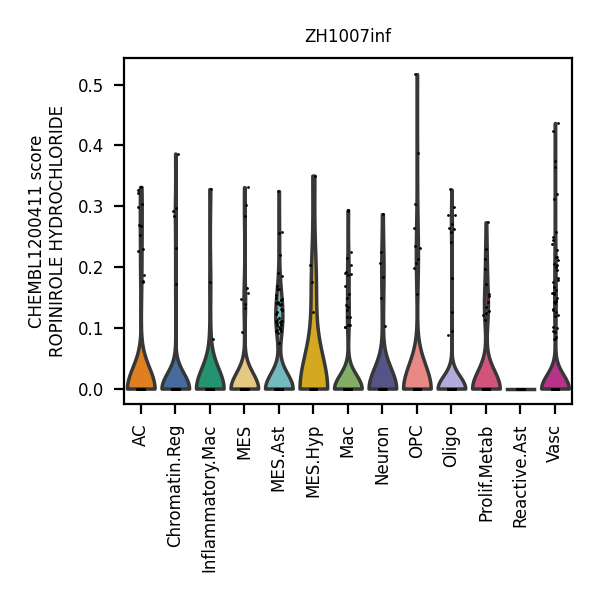 ZH1007inf
CHEMBL1200411 score
ROPINIROLE HYDROCHLORIDE
0.5
0.4
0.3
0.2
0.1
0.0
AC
Chromatin.Reg
Inflammatory.Mac
MES
MES.Ast
MES.Hyp
Mac
Neuron
OPC
Oligo
Prolif.Metab
Reactive.Ast
Vasc